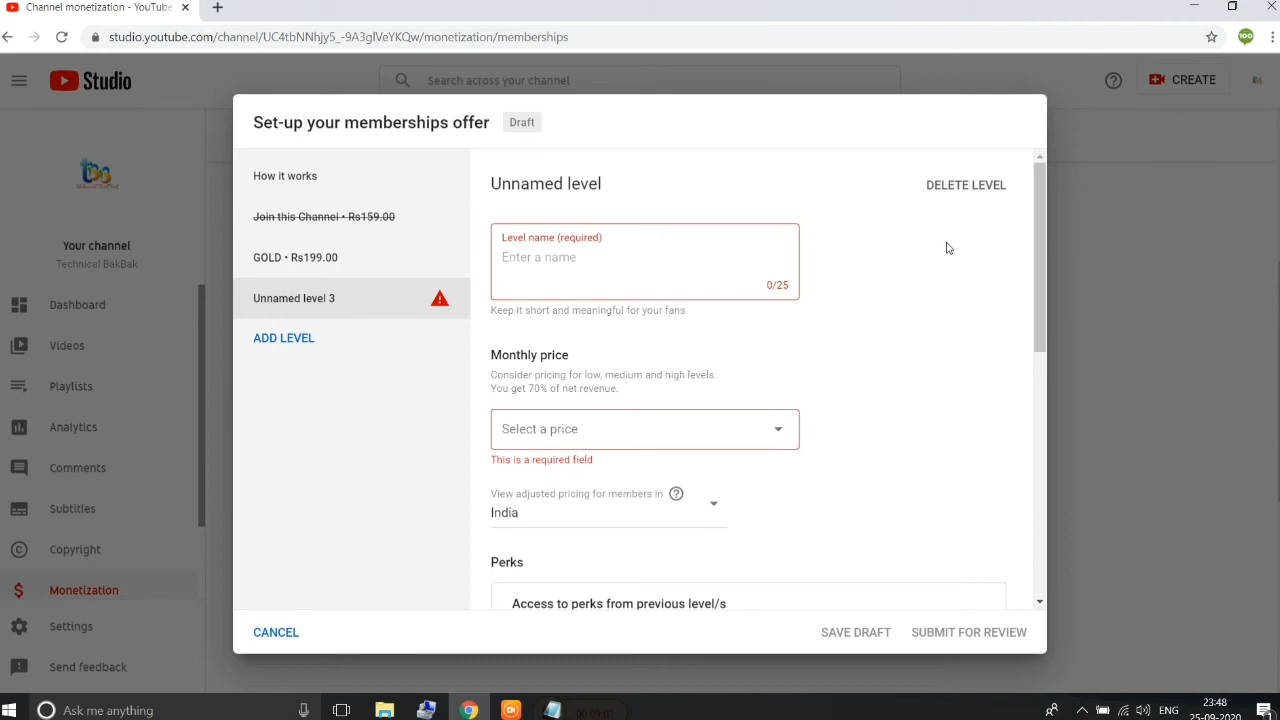 Channel monetization - YouTube
studio.youtube.com/channel/UC4tbNNhjy5_-9A3glVeYKQw/monetization/memberships
Studio
Search across your channel
CREATE
Set-up your memberships offer
Draft
How it works
Join this Channel • Rs159.00
GOLD • Rs199.00
Unnamed level 3
ADD LEVEL
Unnamed level
DELETE LEVEL
Level name (required)
Enter a name
0/25
Keep it short and meaningful for your fans
Monthly price
Consider pricing for low, medium and high levels.
You get 70% of net revenue.
Select a price
This is a required field
View adjusted pricing for members in
India
Perks
Access to perks from previous level/s
CANCEL
SAVE DRAFT
SUBMIT FOR REVIEW
Your channel
Technical BakBak
Dashboard
Videos
Playlists
Analytics
Comments
Subtitles
Copyright
Monetization
Settings
Send feedback
Ask me anything
00:09:01
ENG
23:48
25-09-2020